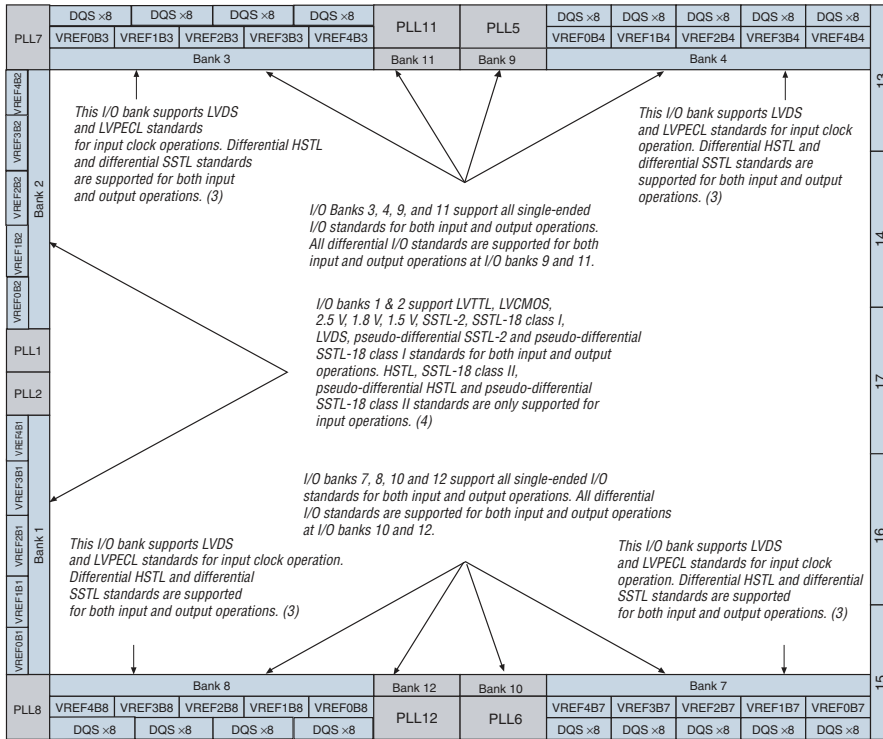 DQS ×8 DQS ×8 DQS ×8 DQS ×8
PLL7
VREF0B3 VREF1B3 VREF2B3 VREF3B3 VREF4B3
Bank 3
PLL11 PLL5
Bank 11 Bank 9
DQS ×8 DQS ×8 DQS ×8 DQS ×8 DQS ×8
VREF0B4 VREF1B4 VREF2B4 VREF3B4 VREF4B4
Bank 4
VREF4B2
VREF3B2
VREF2B2
VREF1B2
VREF0B2
Bank 2
This I/O bank supports LVDS
and LVPECL standards
for input clock operations. Differential HSTL
and differential SSTL standards
are supported for both input
and output operations. (3)
This I/O bank supports LVDS
and LVPECL standards for input clock
operation. Differential HSTL and
differential SSTL standards are
supported for both input and output
operations. (3)
I/O Banks 3, 4, 9, and 11 support all single-ended
I/O standards for both input and output operations.
All differential I/O standards are supported for both
input and output operations at I/O banks 9 and 11.
13
14
17
16
15
I/O banks 1 & 2 support LVTTL, LVCMOS,
2.5 V, 1.8 V, 1.5 V, SSTL-2, SSTL-18 class I,
LVDS, pseudo-differential SSTL-2 and pseudo-differential
SSTL-18 class I standards for both input and output
operations. HSTL, SSTL-18 class II,
pseudo-differential HSTL and pseudo-differential
SSTL-18 class II standards are only supported for
input operations. (4)
PLL1
PLL2
VREF4B1
VREF3B1
VREF2B1
VREF1B1
VREF0B1
Bank 1
I/O banks 7, 8, 10 and 12 support all single-ended I/O
standards for both input and output operations. All differential
I/O standards are supported for both input and output operations
at I/O banks 10 and 12.
This I/O bank supports LVDS
and LVPECL standards for input clock operation.
Differential HSTL and differential
SSTL standards are supported
for both input and output operations. (3)
This I/O bank supports LVDS
and LVPECL standards for input clock
operation. Differential HSTL and differential
SSTL standards are supported
for both input and output operations. (3)
PLL8
Bank 8
VREF4B8 VREF3B8 VREF2B8 VREF1B8 VREF0B8
DQS ×8 DQS ×8 DQS ×8 DQS ×8
Bank 12 Bank 10
PLL12 PLL6
Bank 7
VREF4B7 VREF3B7 VREF2B7 VREF1B7 VREF0B7
DQS ×8 DQS ×8 DQS ×8 DQS ×8 DQS ×8